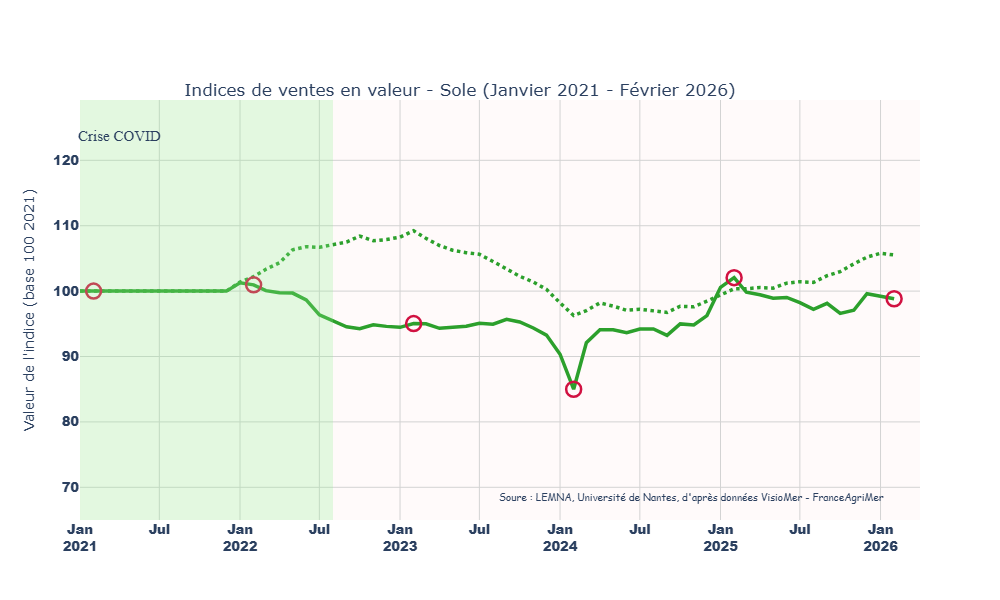 Indices de ventes en valeur - Sole (Janvier 2021 - Février 2026)
Crise COVID
Valeur de l'indice (base 100 2021)
120
110
100
90
80
70
Soure : LEMNA, Université de Nantes, d'après données VisioMer - FranceAgriMer
Jan Jul Jan Jul Jan Jul Jan Jul Jan Jul Jan
2021 2022 2023 2024 2025 2026